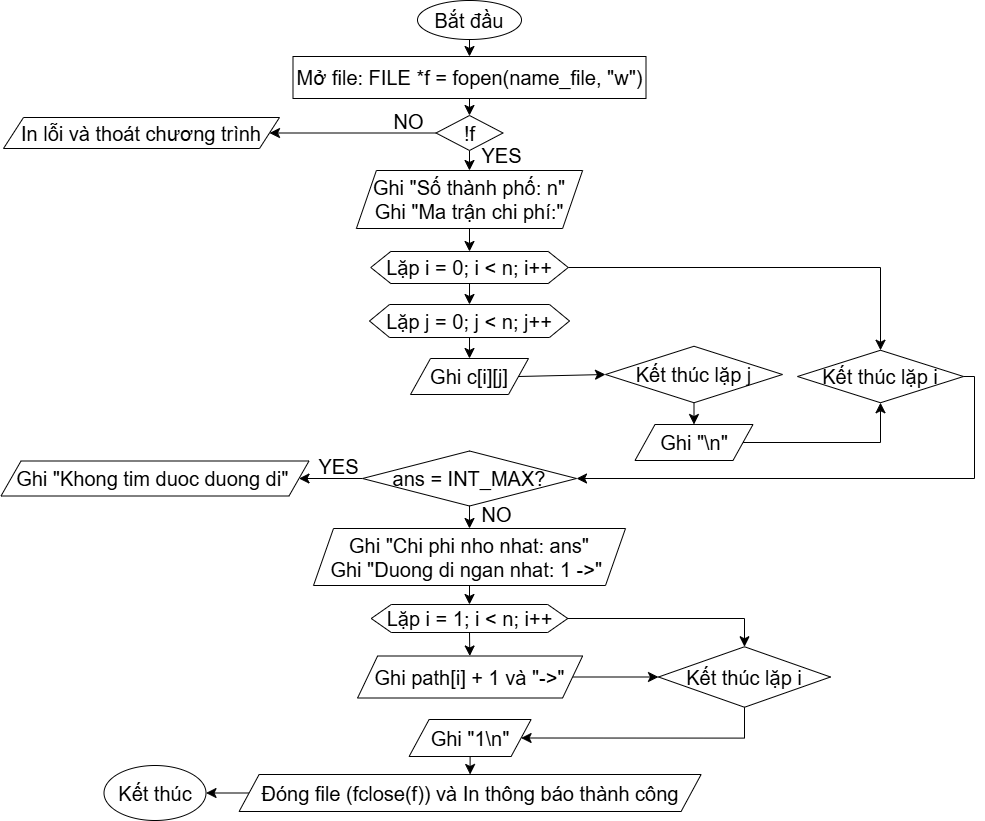 Bắt đầu
Mở file: FILE *f = fopen(name_file, "w")
!f
NO
In lỗi và thoát chương trình
YES
Ghi "Số thành phố: n"
Ghi "Ma trận chi phí:"
Lặp i = 0; i < n; i++
Lặp j = 0; j < n; j++
Ghi c[i][j]
Kết thúc lặp j
Kết thúc lặp i
Ghi "\n"
ans = INT_MAX?
YES
Ghi "Khong tim duoc duong di"
NO
Ghi "Chi phi nho nhat: ans"
Ghi "Duong di ngan nhat: 1 ->"
Lặp i = 1; i < n; i++
Ghi path[i] + 1 và "->"
Kết thúc lặp i
Ghi "1\n"
Đóng file (fclose(f)) và In thông báo thành công
Kết thúc